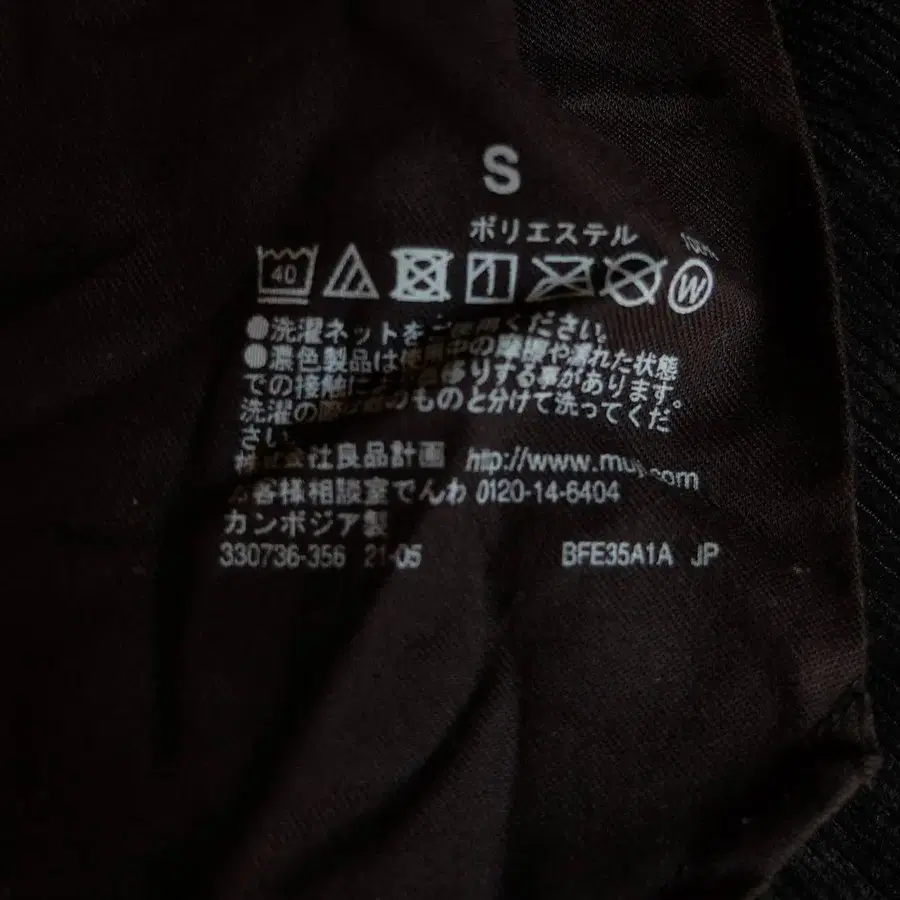 S
ポリエステル 100%
40
W
●洗濯ネットをご使用ください。
●濃色製品は使用中の摩擦や濡れた状態
での接触により色移りする事があります。
洗濯の際は他のものと分けて洗ってくだ
さい。
株式会社良品計画 http://www.muji.com
お客様相談室でんわ 0120-14-6404
カンボジア製
330736-356 21-05 BFE35A1A JP